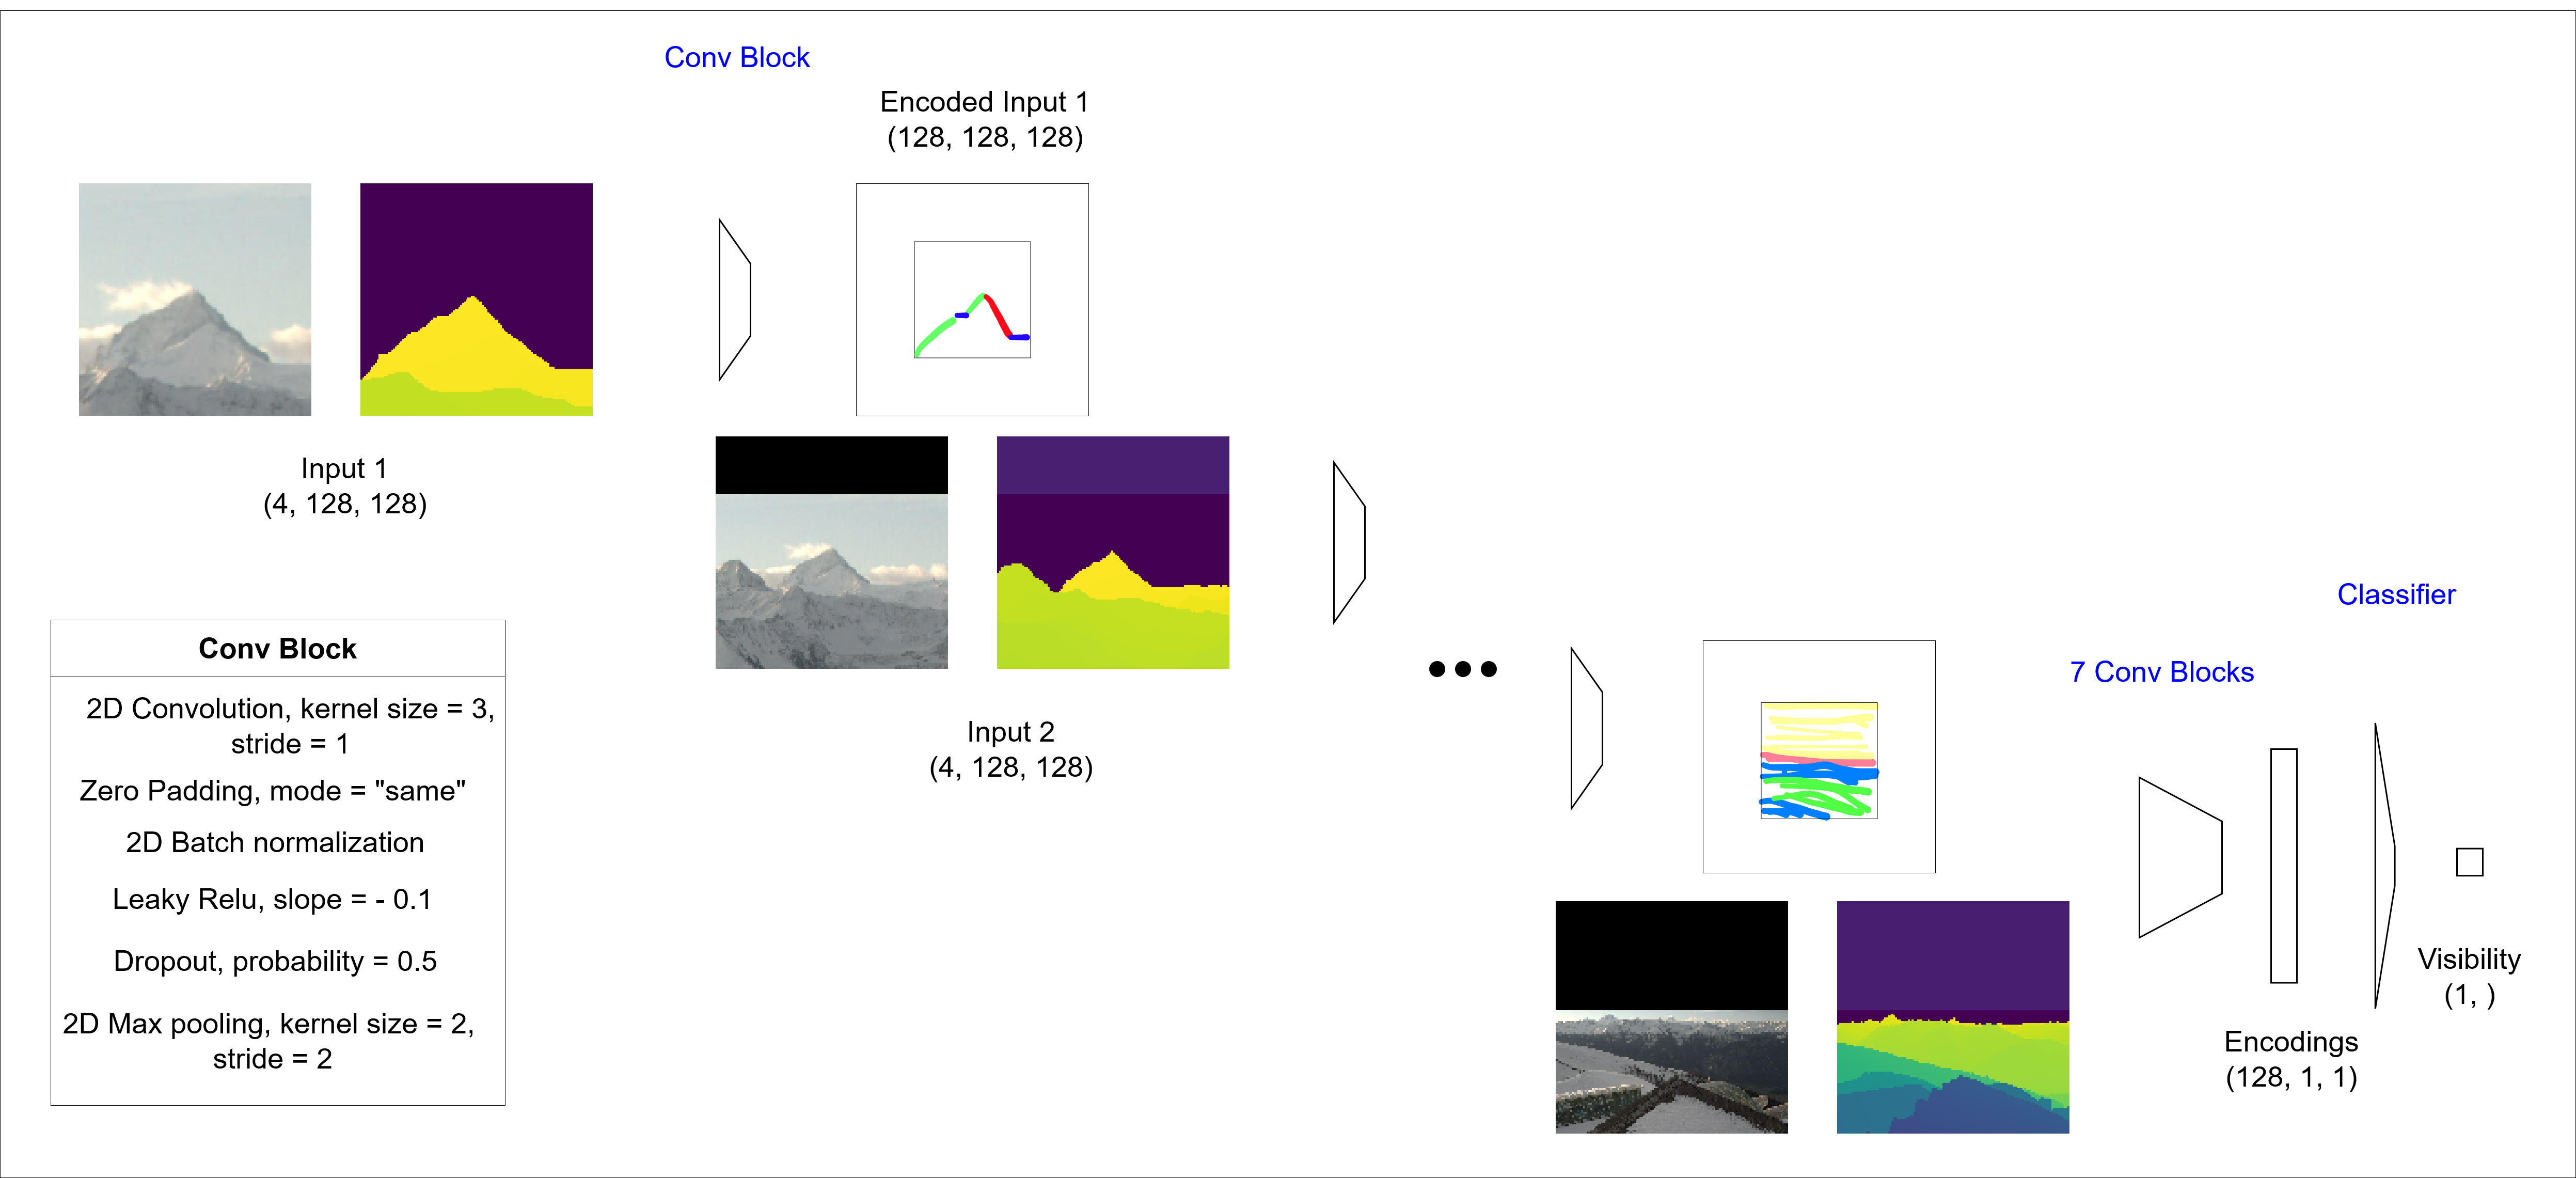 Conv Block
Encoded Input 1
(128, 128, 128)
Input 1
(4, 128, 128)
Input 2
(4, 128, 128)
Conv Block
2D Convolution, kernel size = 3,
stride = 1
Zero Padding, mode = "same"
2D Batch normalization
Leaky Relu, slope = - 0.1
Dropout, probability = 0.5
2D Max pooling, kernel size = 2,
stride = 2
7 Conv Blocks
Classifier
Encodings
(128, 1, 1)
Visibility
(1, )